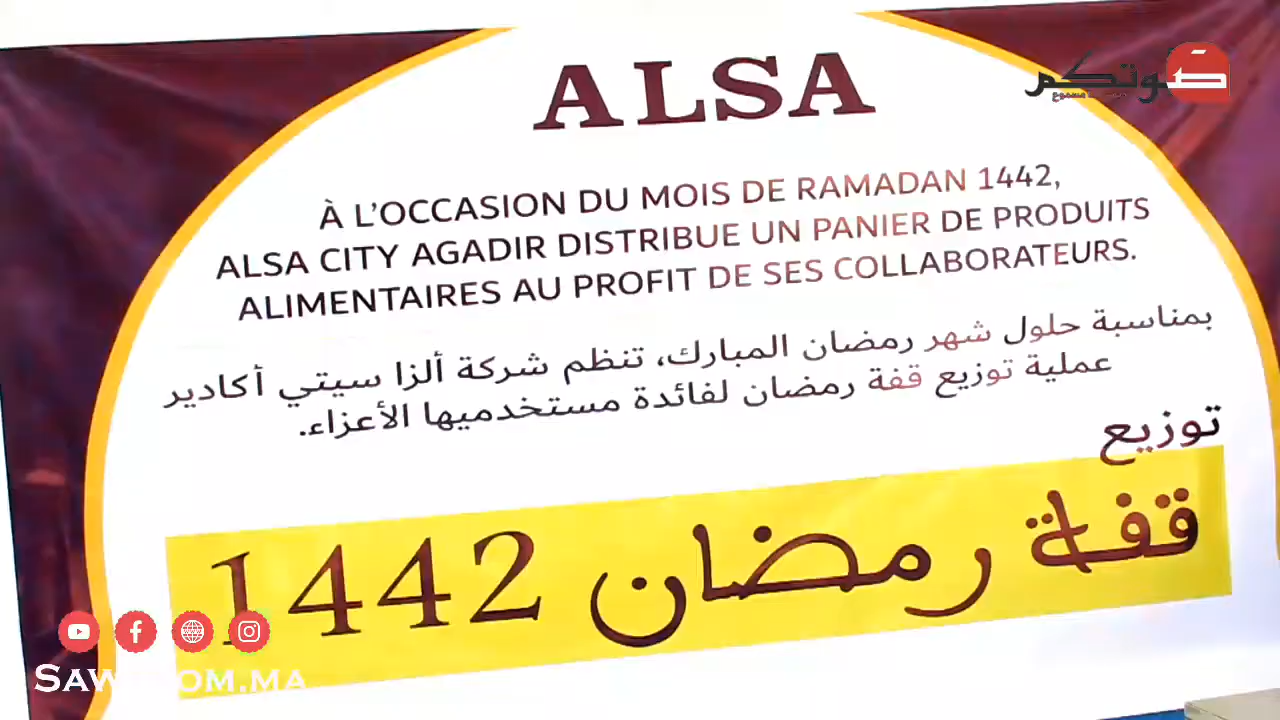 ALSA
صوتكم
À L'OCCASION DU MOIS DE RAMADAN 1442,
ALSA CITY AGADIR DISTRIBUE UN PANIER DE PRODUITS
ALIMENTAIRES AU PROFIT DE SES COLLABORATEURS.
بمناسبة حلول شهر رمضان المبارك، تنظم شركة ألزا سيتي أكادير
عملية توزيع قفة رمضان لفائدة مستخدميها الأعزاء.
توزيع
قفة رمضان 1442